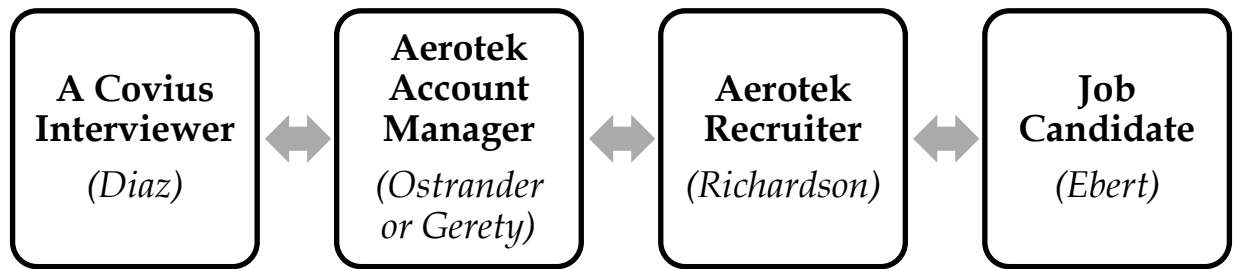 A Covius
Interviewer
(Diaz)
Aerotek
Account
Manager
(Ostrander
or Gerety)
Aerotek
Recruiter
(Richardson)
Job
Candidate
(Ebert)